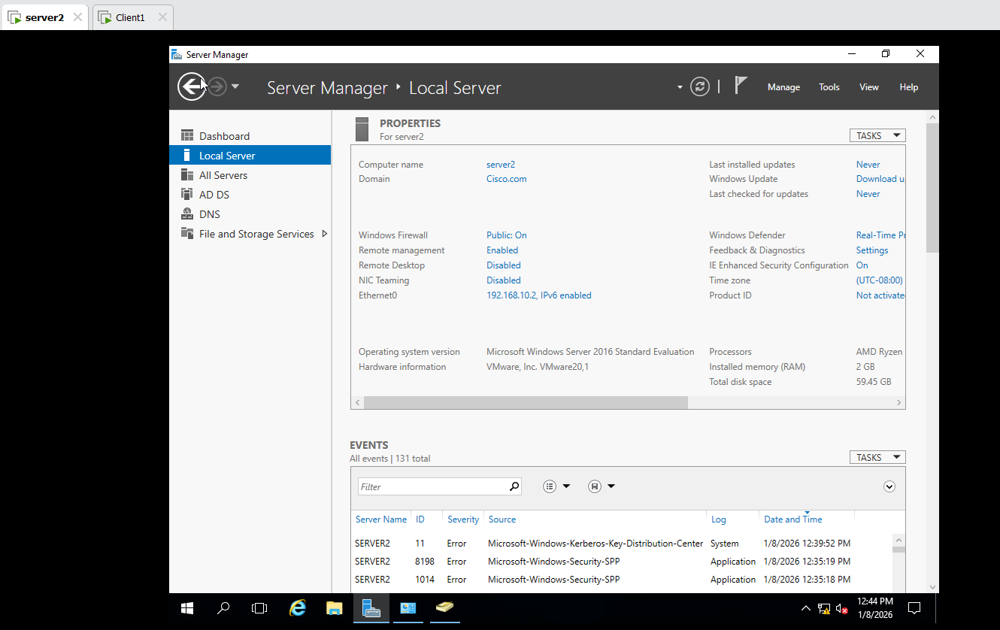 server2
Client1
Server Manager
Server Manager ‣ Local Server
Manage Tools View Help
Dashboard
Local Server
All Servers
AD DS
DNS
File and Storage Services
PROPERTIES
For server2
TASKS
Computer name server2
Domain Cisco.com
Last installed updates Never
Windows Update Download u
Last checked for updates Never
Windows Firewall Public: On
Remote management Enabled
Remote Desktop Disabled
NIC Teaming Disabled
Ethernet0 192.168.10.2, IPv6 enabled
Windows Defender Real-Time Pr
Feedback & Diagnostics Settings
IE Enhanced Security Configuration On
Time zone (UTC-08:00)
Product ID Not activate
Operating system version Microsoft Windows Server 2016 Standard Evaluation
Hardware information VMware, Inc. VMware20,1
Processors AMD Ryzen
Installed memory (RAM) 2 GB
Total disk space 59.45 GB
EVENTS
All events | 131 total
TASKS
Filter
Server Name ID Severity Source Log Date and Time
SERVER2 11 Error Microsoft-Windows-Kerberos-Key-Distribution-Center System 1/8/2026 12:39:52 PM
SERVER2 8198 Error Microsoft-Windows-Security-SPP Application 1/8/2026 12:35:19 PM
SERVER2 1014 Error Microsoft-Windows-Security-SPP Application 1/8/2026 12:35:18 PM
12:44 PM
1/8/2026